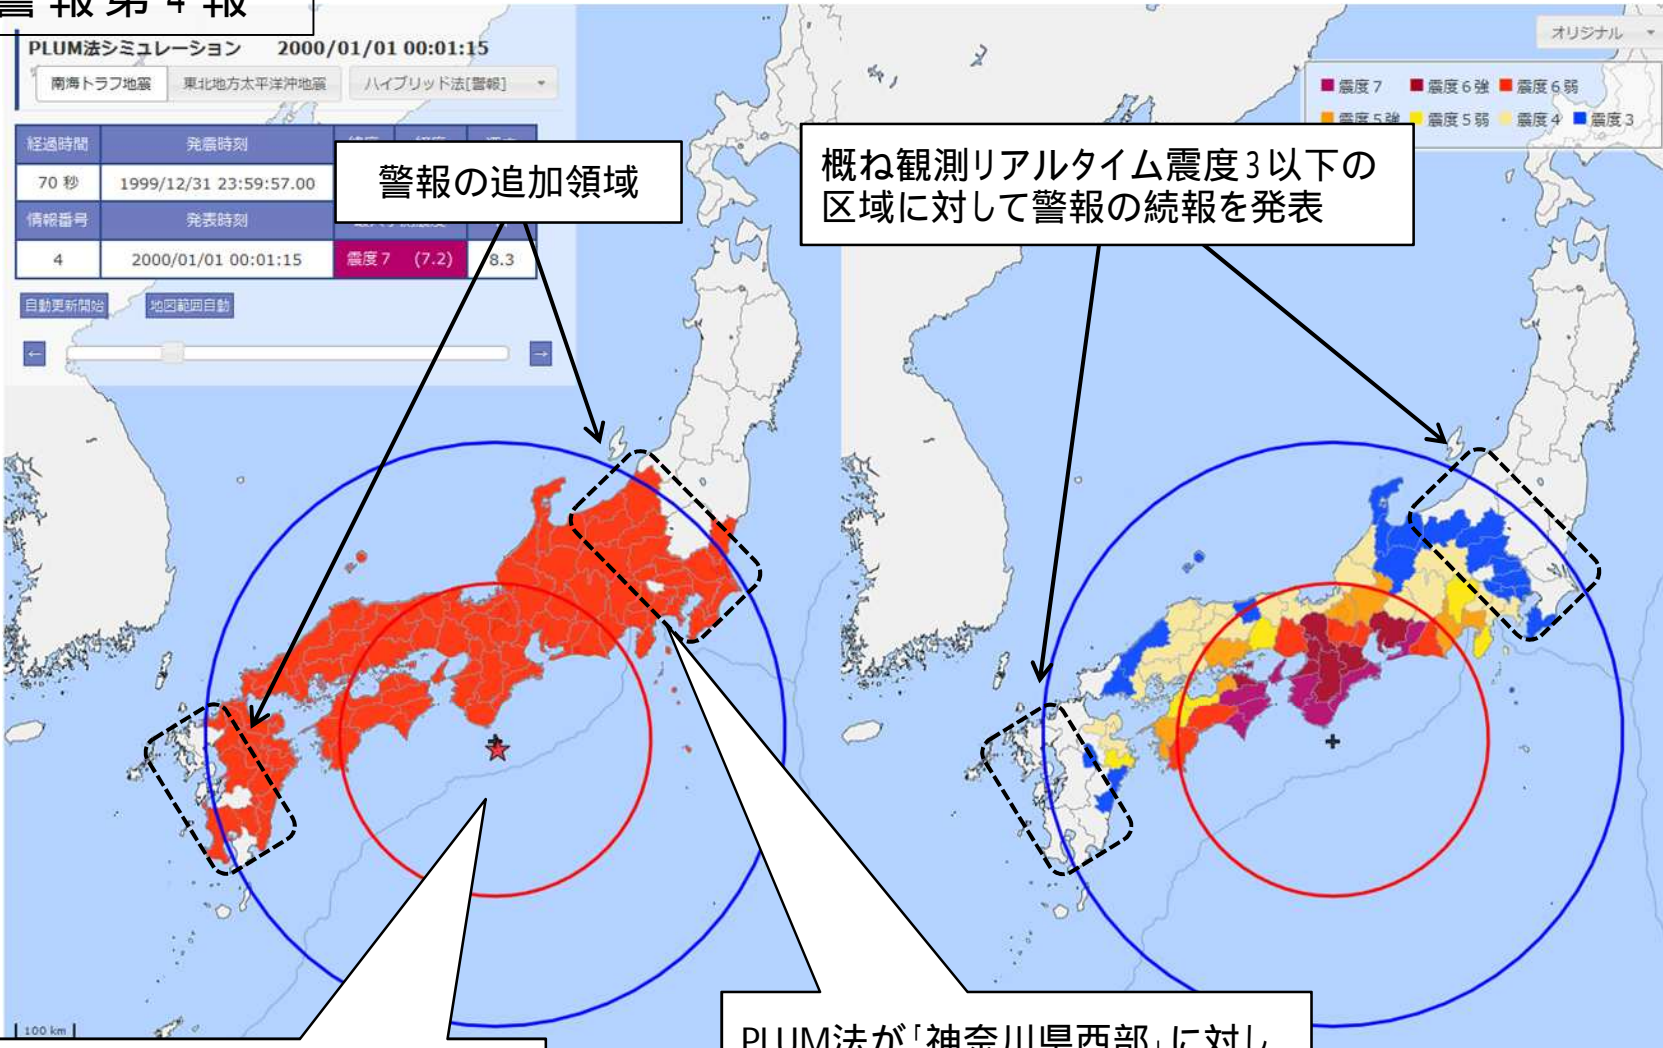 警報第4報
PLUM法シミュレーション 2000/01/01 00:01:15
南海トラフ地震 東北地方太平洋沖地震 ハイブリッド法[警報]
経過時間 発震時刻
70 秒 1999/12/31 23:59:57.00
情報番号 発表時刻
4 2000/01/01 00:01:15 震度7 (7.2) 8.3
自動更新開始 地図範囲自動
← →
警報の追加領域
オリジナル
震度7 震度6強 震度6弱
震度5強 震度5弱 震度4 震度3
概ね観測リアルタイム震度3以下の
区域に対して警報の続報を発表
100 km
PLUM法が「神奈川県西部」に対し